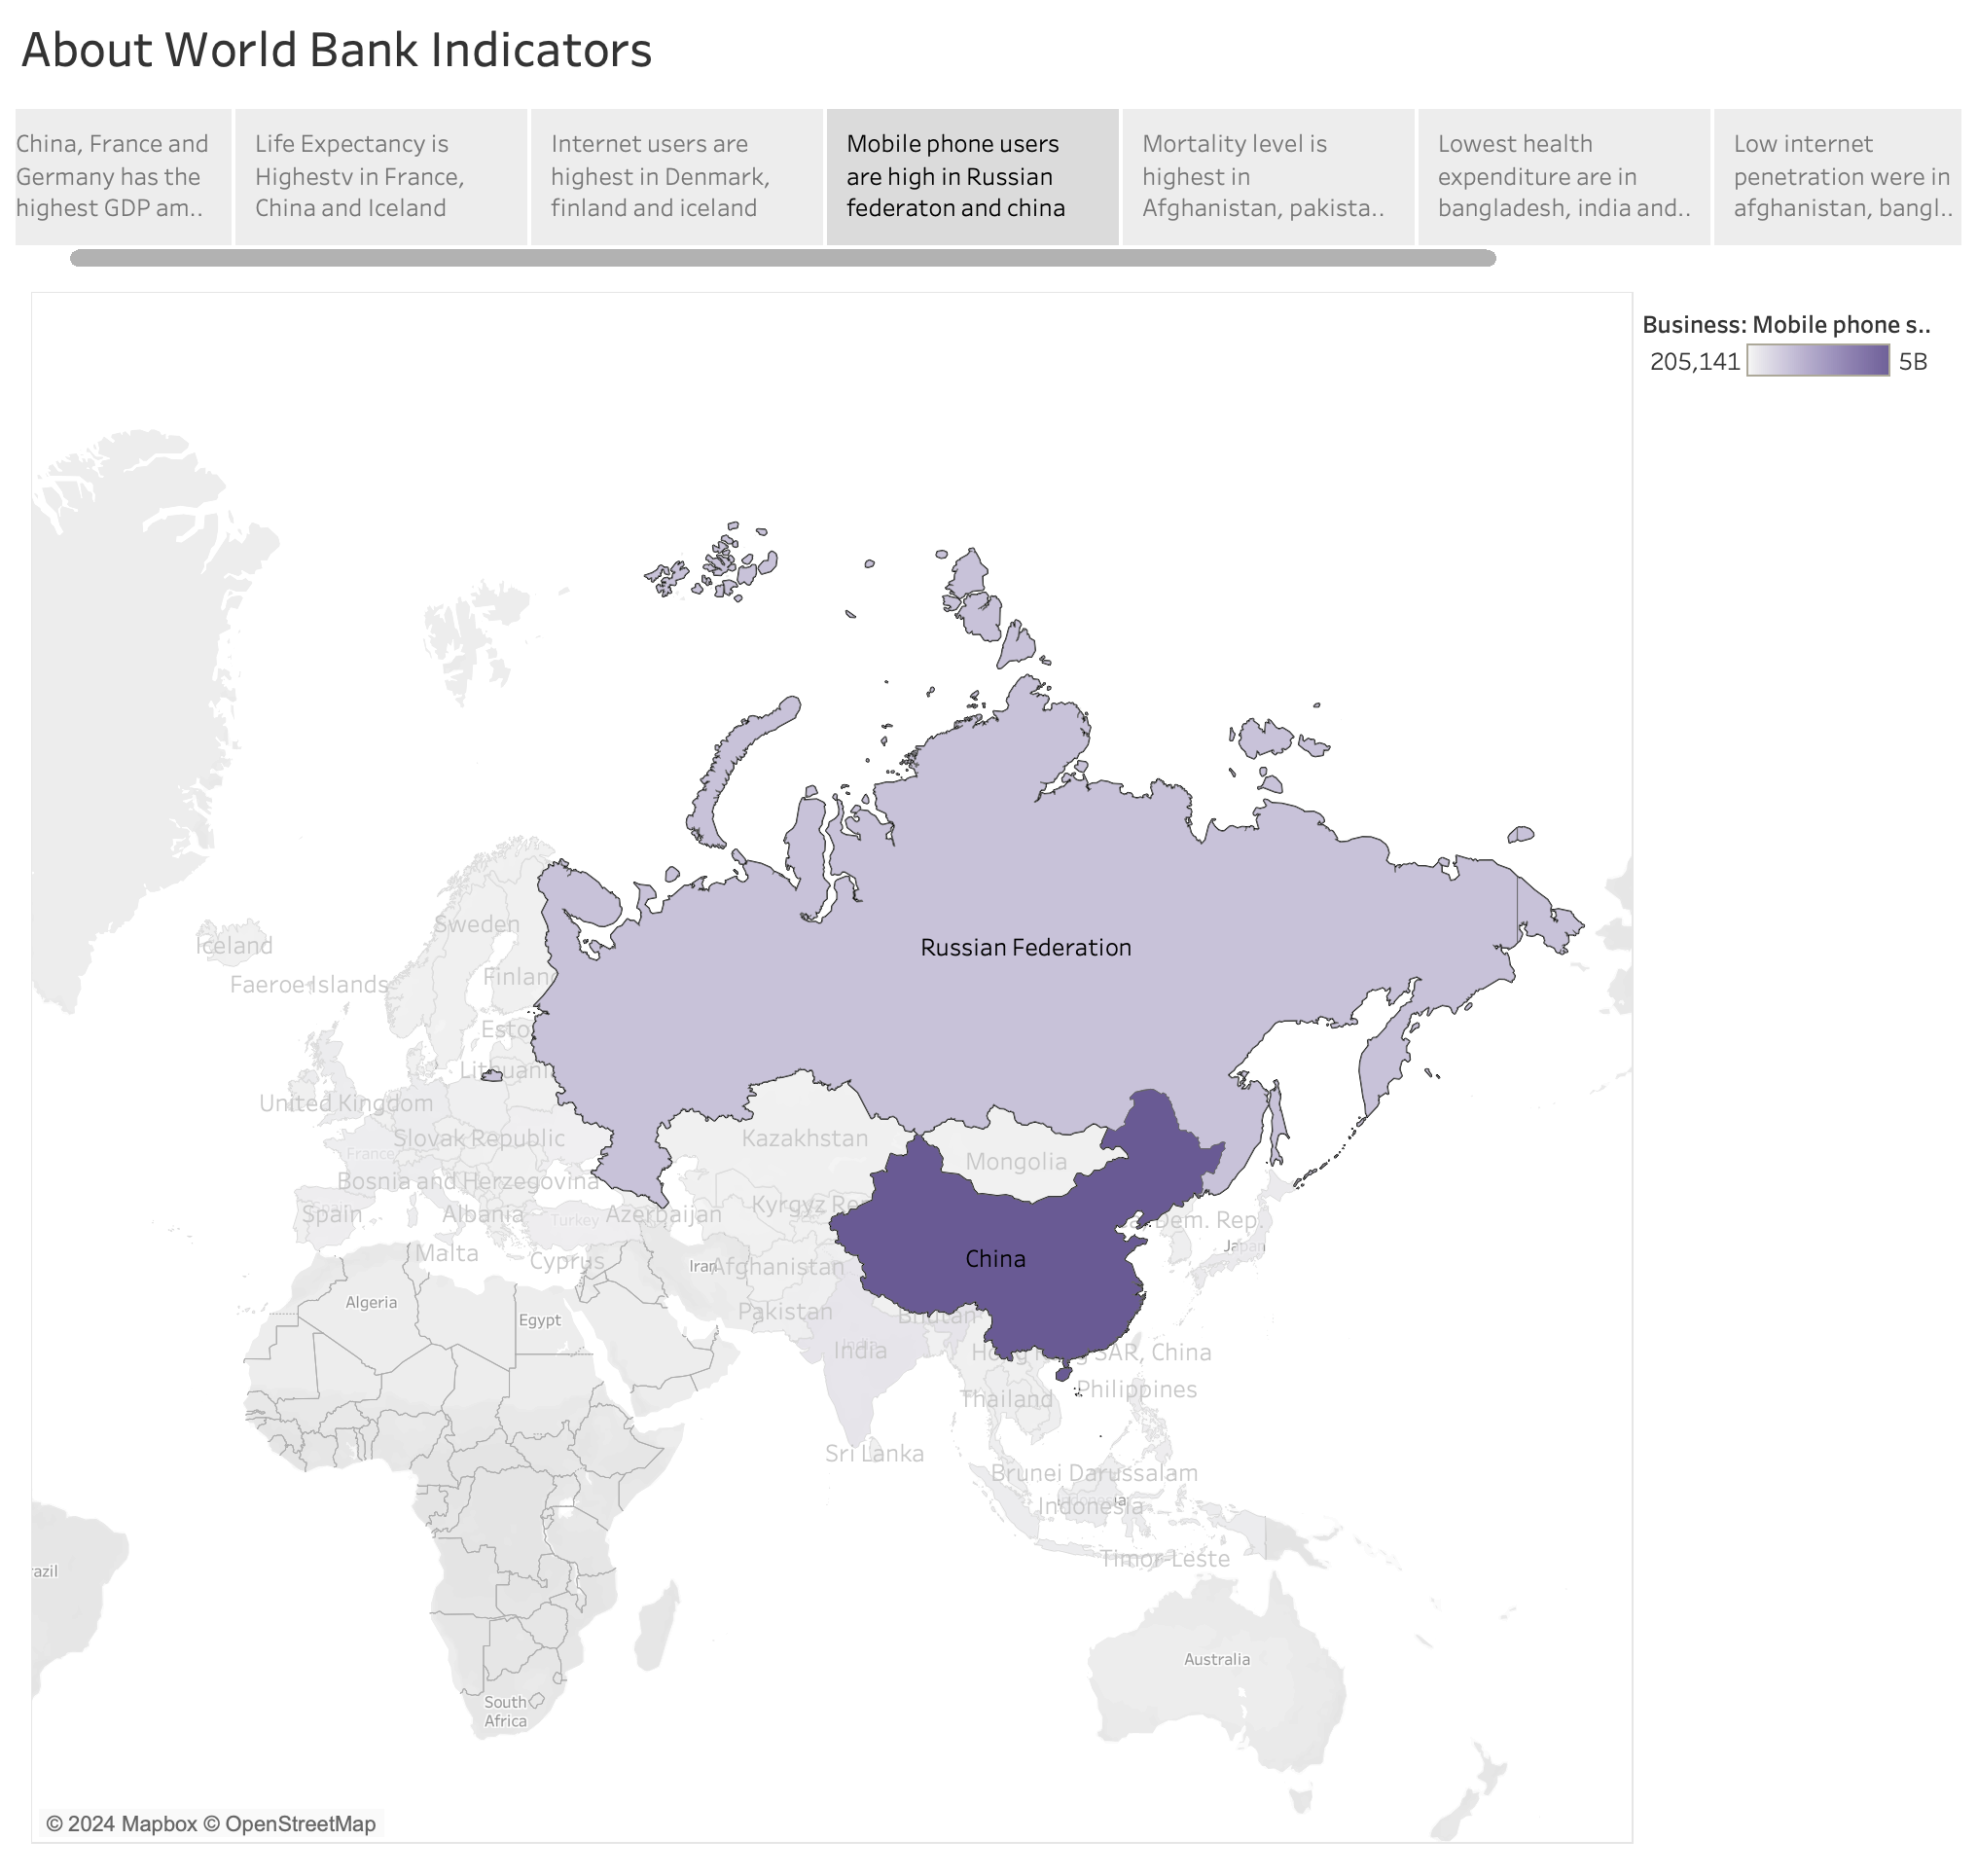 About World Bank Indicators
China, France and
Germany has the
highest GDP am..
Life Expectancy is
Highestv in France,
China and Iceland
Internet users are
highest in Denmark,
finland and iceland
Mobile phone users
are high in Russian
federaton and china
Mortality level is
highest in
Afghanistan, pakista..
Lowest health
expenditure are in
bangladesh, india and..
Low internet
penetration were in
afghanistan, bangl..
Business: Mobile phone s..
205,141 5B
Sweden
Iceland
Russian Federation
Finlan
Faeroe Islands
Esto
Lithuani
United Kingdom
Slovak Republic
Kazakhstan
France
Mongolia
Bosnia and Herzegovina
Kyrgyz Re
Spain
Albania
Turkey
Azerbaijan
Dem. Rep.
Japan
Malta
Cyprus
China
Iran
Afghanistan
Algeria
Pakistan
Egypt
Bhutan
India
SAR, China
Thailand
Philippines
Sri Lanka
Brunei Darussalam
Indonesia
Timor-Leste
razil
Australia
South
Africa
© 2024 Mapbox © OpenStreetMap